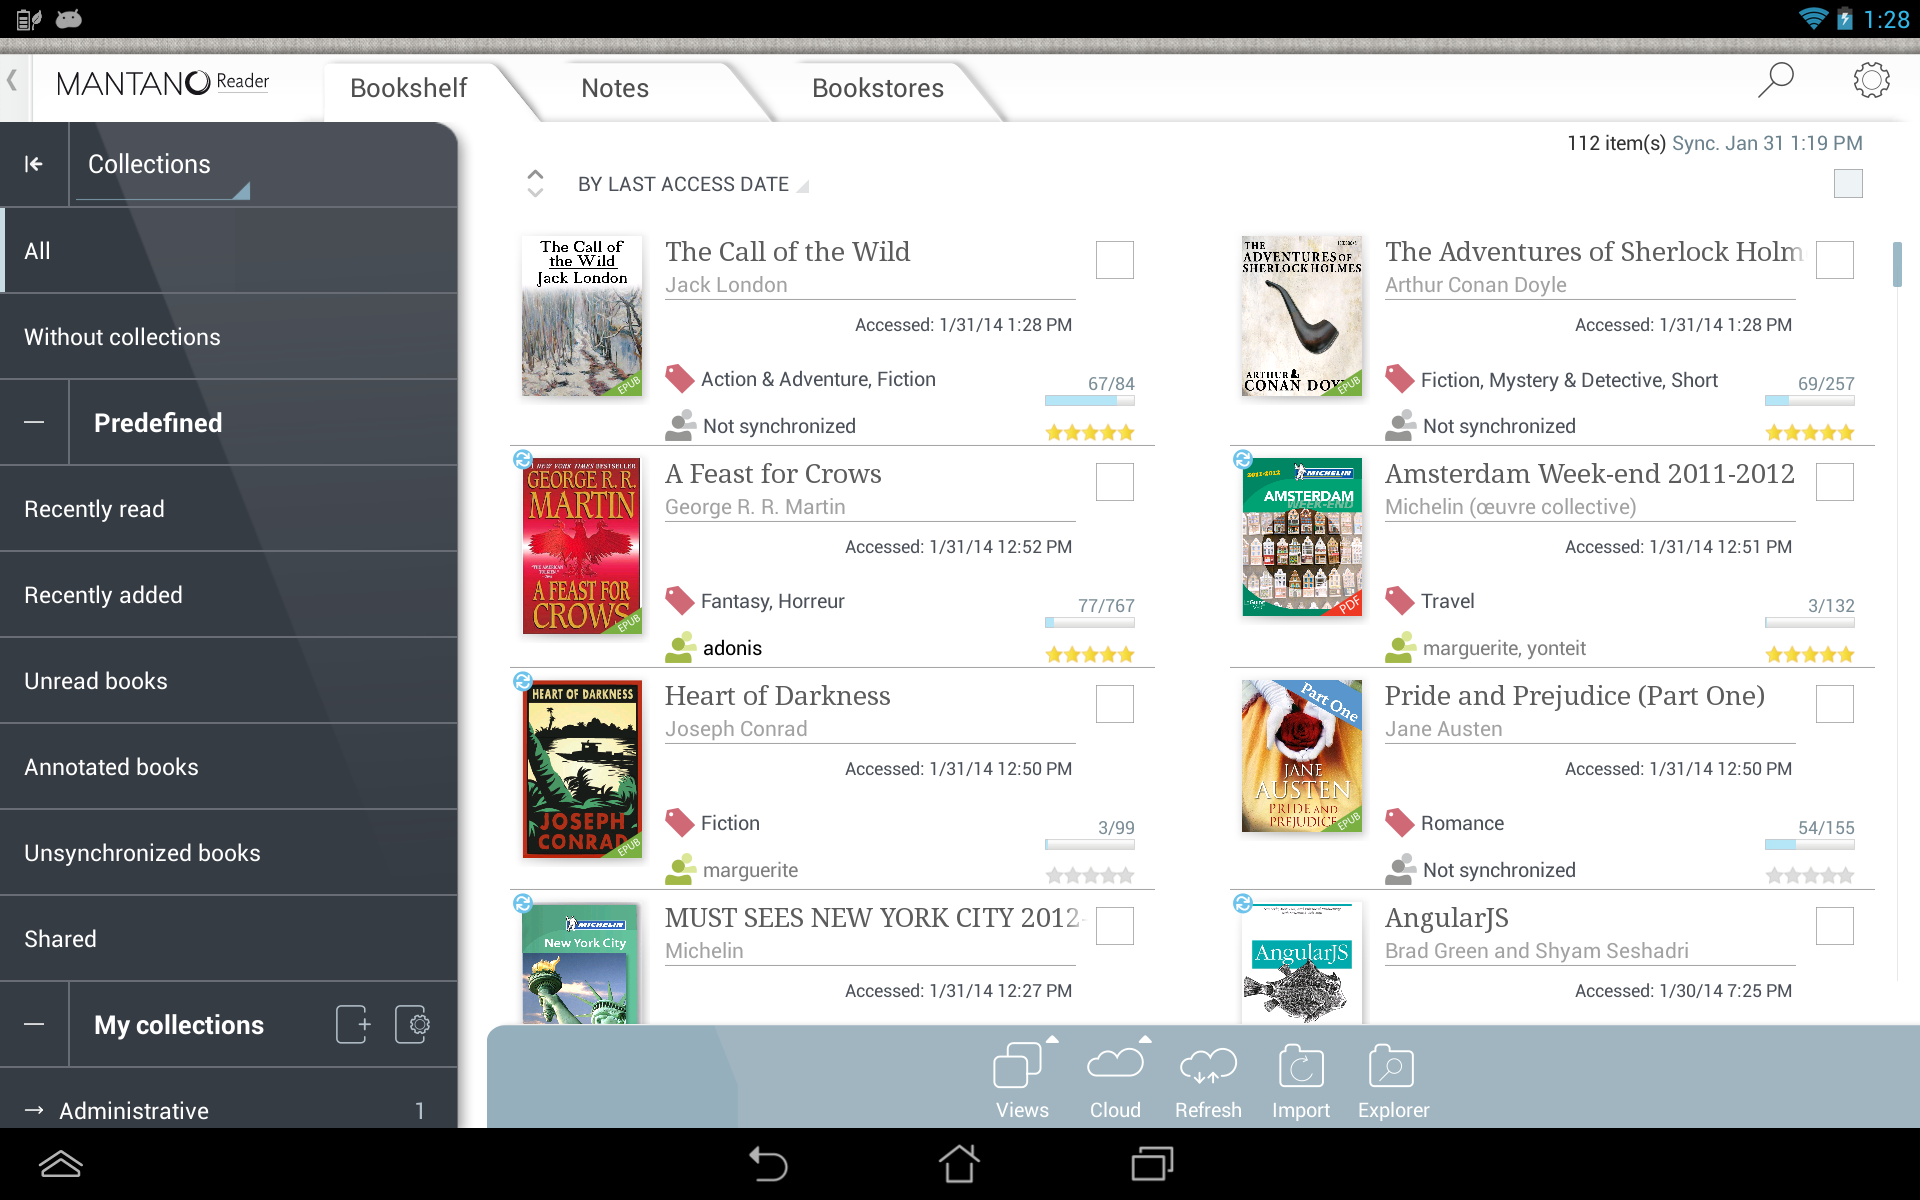 1:28
MANTANO Reader
Bookshelf
Notes
Bookstores
Collections
All
Without collections
Predefined
Recently read
Recently added
Unread books
Annotated books
Unsynchronized books
Shared
My collections
→ Administrative 1
112 item(s) Sync. Jan 31 1:19 PM
BY LAST ACCESS DATE
The Call of
the Wild
Jack London
EPUB
The Call of the Wild
Jack London
Accessed: 1/31/14 1:28 PM
Action & Adventure, Fiction
67/84
Not synchronized
THE
ADVENTURES OF
SHERLOCK HOLMES
ARTHUR
CONAN DOY
EPUB
The Adventures of Sherlock Holm
Arthur Conan Doyle
Accessed: 1/31/14 1:28 PM
Fiction, Mystery & Detective, Short
69/257
Not synchronized
NEW YORK TIMES BESTSELLER
GEORGE R. R.
MARTIN
A FEAST FOR
CROWS
EPUB
A Feast for Crows
George R. R. Martin
Accessed: 1/31/14 12:52 PM
Fantasy, Horreur
77/767
adonis
2011-2012
MICHELIN
AMSTERDAM
WEEK-END
PDF
Amsterdam Week-end 2011-2012
Michelin (œuvre collective)
Accessed: 1/31/14 12:51 PM
Travel
3/132
marguerite, yonteit
HEART OF DARKNESS
JOSEPH
CONRAD
EPUB
Heart of Darkness
Joseph Conrad
Accessed: 1/31/14 12:50 PM
Fiction
3/99
marguerite
Part One
JANE
AUSTEN
PRIDE AND
PREJUDICE
EPUB
Pride and Prejudice (Part One)
Jane Austen
Accessed: 1/31/14 12:50 PM
Romance
54/155
Not synchronized
MICHELIN
New York City
MUST SEES NEW YORK CITY 2012-
Michelin
Accessed: 1/31/14 12:27 PM
AngularJS
AngularJS
Brad Green and Shyam Seshadri
Accessed: 1/30/14 7:25 PM
Views
Cloud
Refresh
Import
Explorer